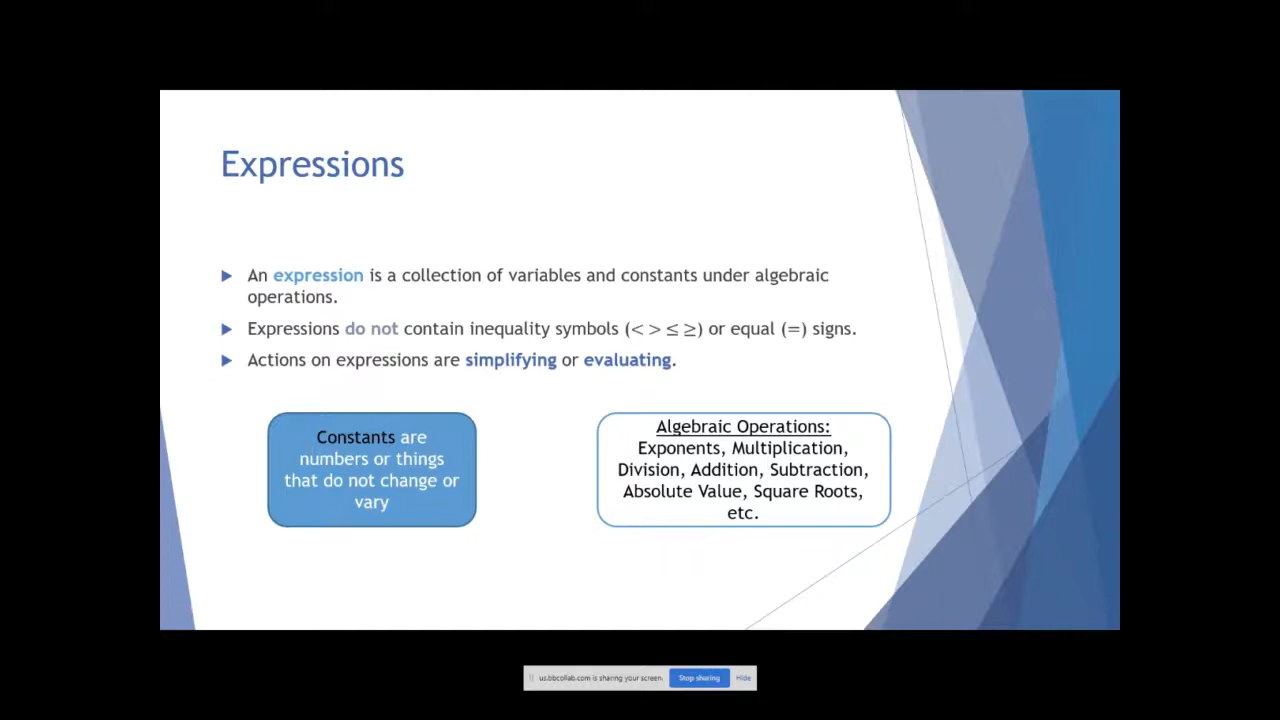 Expressions
An expression is a collection of variables and constants under algebraic
operations.
Expressions do not contain inequality symbols (< > ≤ ≥) or equal (=) signs.
Actions on expressions are simplifying or evaluating.
Constants are
numbers or things
that do not change or
vary
Algebraic Operations:
Exponents, Multiplication,
Division, Addition, Subtraction,
Absolute Value, Square Roots,
etc.
us.bbcollab.com is sharing your screen. Stop sharing Hide